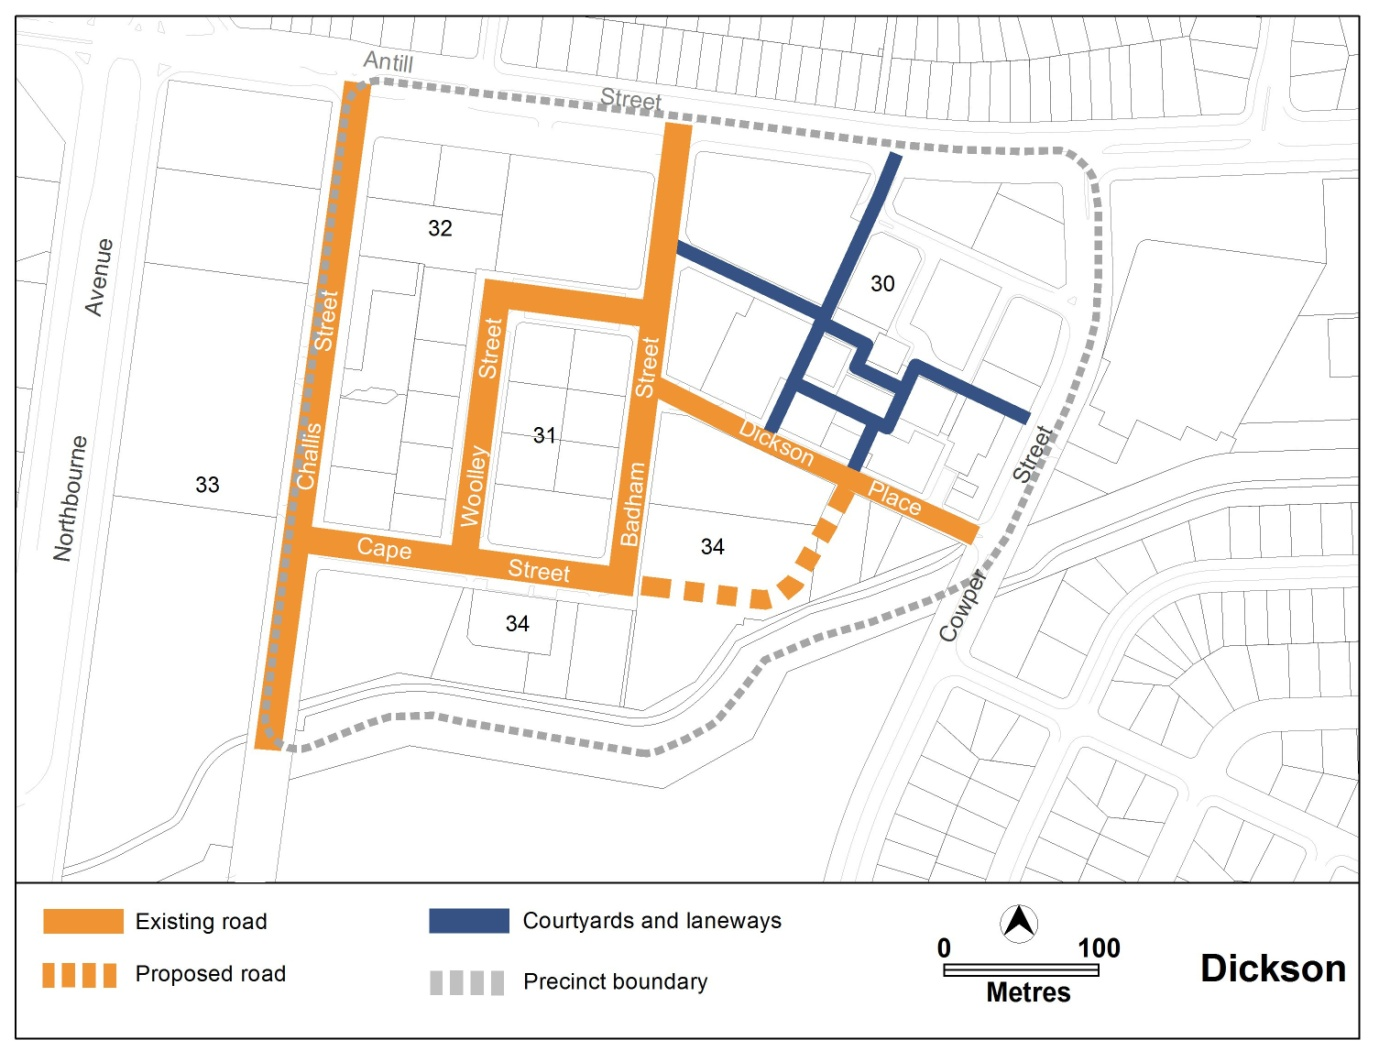 Antill
Street
32
Avenue
30
Street
Street
Street
31
Dickson
Street
Challis
Northbourne
33
Woolley
Badham
Place
34
Cape
Street
34
Cowper
Existing road
Courtyards and laneways
Proposed road
Precinct boundary
0 100
Metres
Dickson